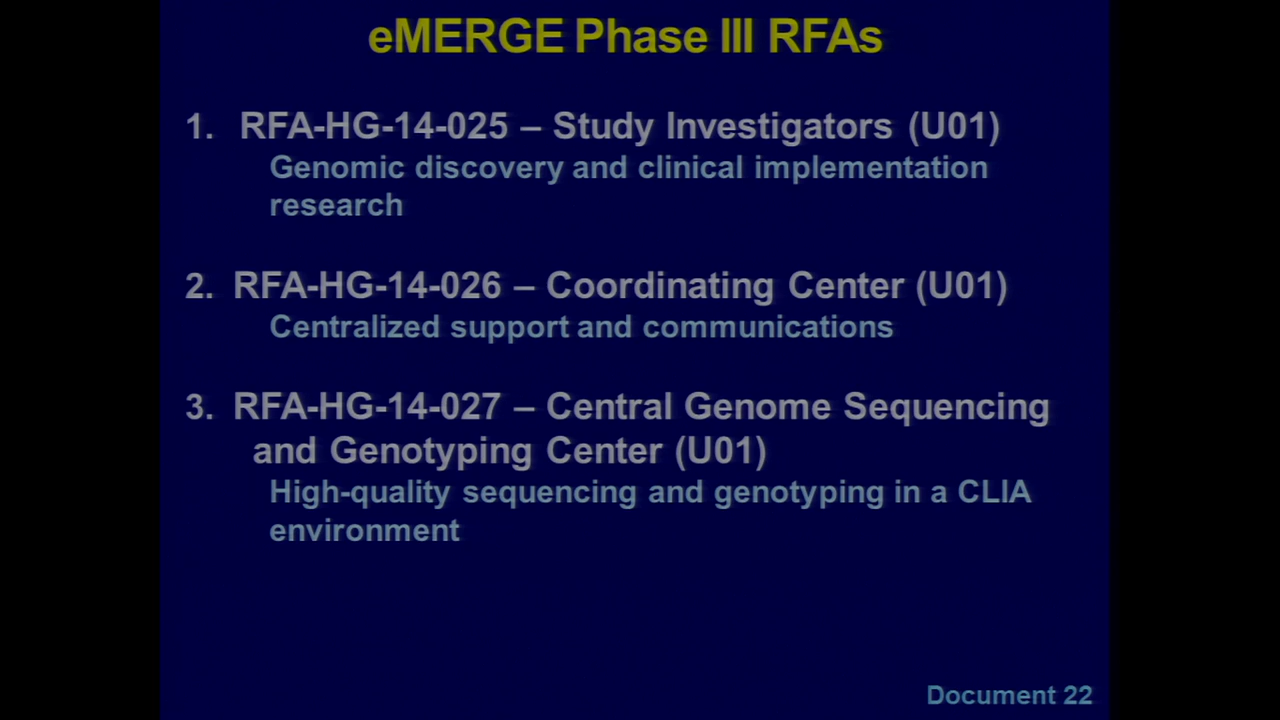 eMERGE Phase III RFAs
1. RFA-HG-14-025 – Study Investigators (U01)
Genomic discovery and clinical implementation
research
2. RFA-HG-14-026 – Coordinating Center (U01)
Centralized support and communications
3. RFA-HG-14-027 – Central Genome Sequencing
and Genotyping Center (U01)
High-quality sequencing and genotyping in a CLIA
environment
Document 22